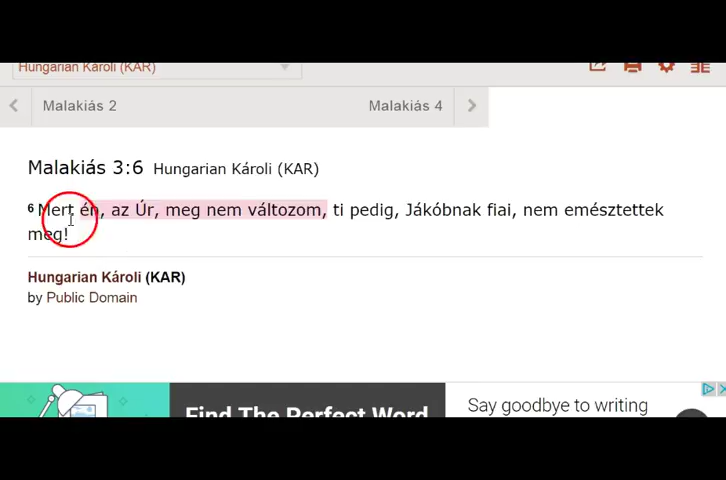 Hungarian Károli (KAR)
Malakiás 2
Malakiás 4
Malakiás 3:6 Hungarian Károli (KAR)
6 Mert én, az Úr, meg nem változom, ti pedig, Jákóbnak fiai, nem emésztettek
meg!
Hungarian Károli (KAR)
by Public Domain
Find The Perfect Word
Say goodbye to writing